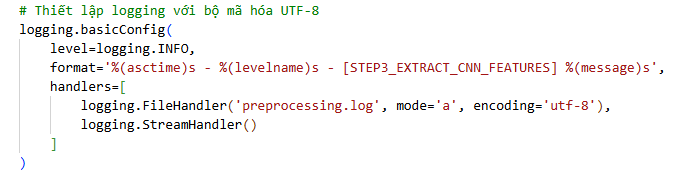 # Thiết lập logging với bộ mã hóa UTF-8
logging.basicConfig(
    level=logging.INFO,
    format='%(asctime)s - %(levelname)s - [STEP3_EXTRACT_CNN_FEATURES] %(message)s',
    handlers=[
        logging.FileHandler('preprocessing.log', mode='a', encoding='utf-8'),
        logging.StreamHandler()
    ]
)